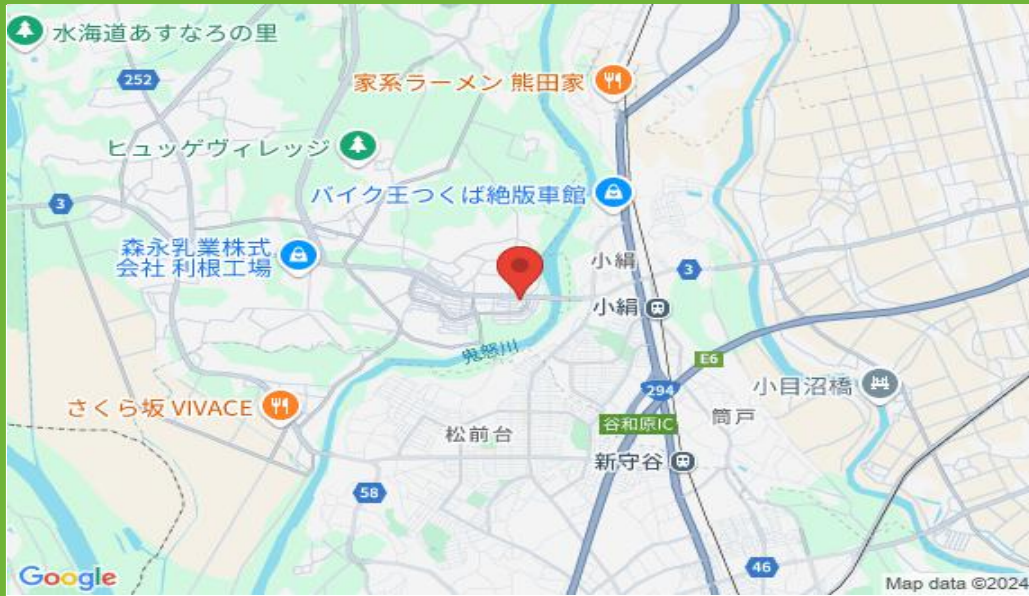 水海道あすなろの里
252
家系ラーメン 熊田家
ヒュッゲヴィレッジ
バイク王つくば絶版車館
3
森永乳業株式
会社 利根工場
小絹
3
小絹
鬼怒川
E6
294
小目沼橋
さくら坂 VIVACE
谷和原IC
筒戸
松前台
新守谷
58
46
Google
Map data ©2024